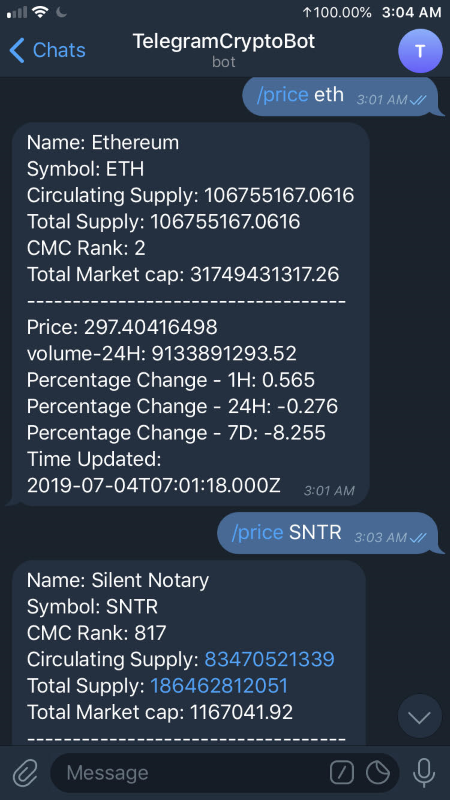 ↑100.00% 3:04 AM
Chats
TelegramCryptoBot
bot
T
/price eth 3:01 AM
Name: Ethereum
Symbol: ETH
Circulating Supply: 106755167.0616
Total Supply: 106755167.0616
CMC Rank: 2
Total Market cap: 31749431317.26
-----------------------------------
Price: 297.40416498
volume-24H: 9133891293.52
Percentage Change - 1H: 0.565
Percentage Change - 24H: -0.276
Percentage Change - 7D: -8.255
Time Updated:
2019-07-04T07:01:18.000Z 3:01 AM
/price SNTR 3:03 AM
Name: Silent Notary
Symbol: SNTR
CMC Rank: 817
Circulating Supply: 83470521339
Total Supply: 186462812051
Total Market cap: 1167041.92
-----------------------------------
Message